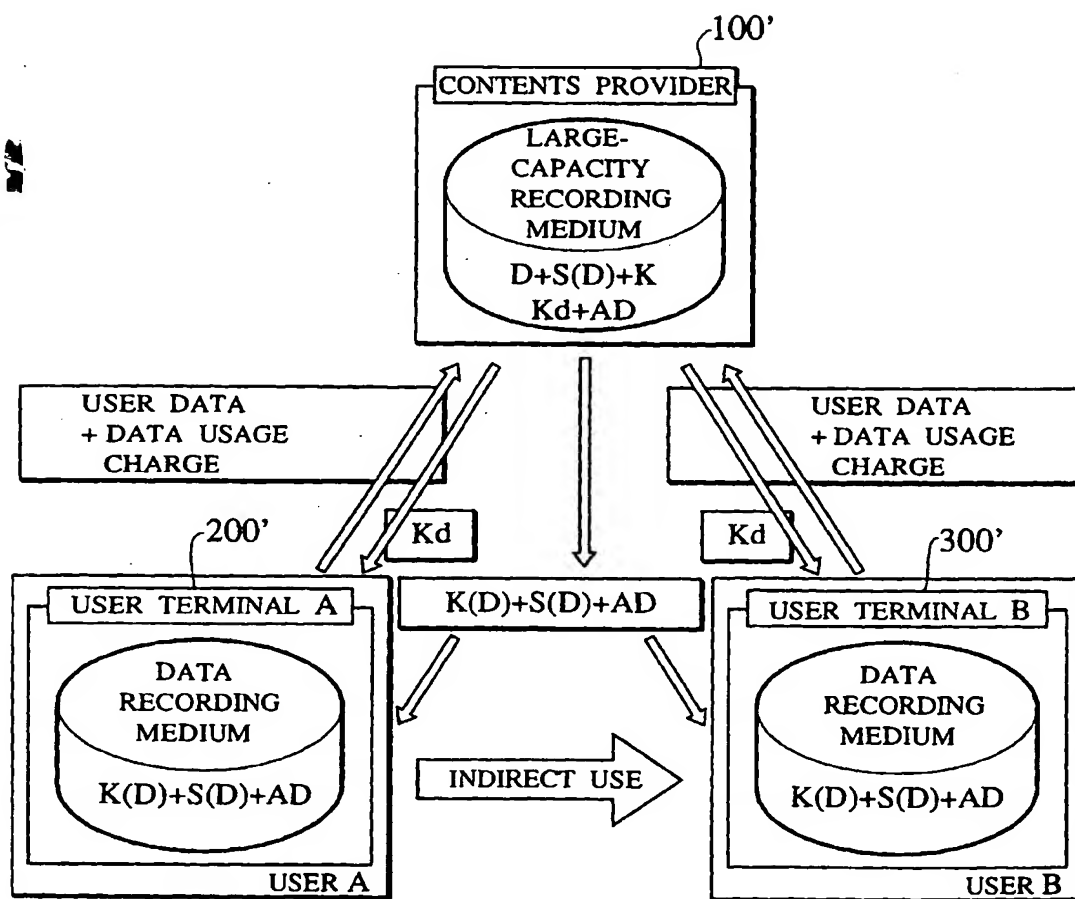 100'
CONTENTS PROVIDER
LARGE-
CAPACITY
RECORDING
MEDIUM
D+S(D)+K
Kd+AD
USER DATA
+ DATA USAGE
CHARGE
USER DATA
+ DATA USAGE
CHARGE
Kd
Kd
200'
300'
USER TERMINAL A
K(D)+S(D)+AD
USER TERMINAL B
DATA
RECORDING
MEDIUM
K(D)+S(D)+AD
INDIRECT USE
DATA
RECORDING
MEDIUM
K(D)+S(D)+AD
USER A
USER B